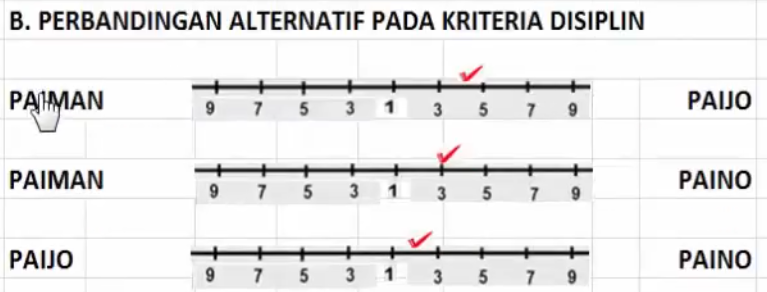 B. PERBANDINGAN ALTERNATIF PADA KRITERIA DISIPLIN
PAIMAN 9 7 5 3 1 3 5 7 9 PAIJO
PAIMAN 9 7 5 3 1 3 5 7 9 PAINO
PAIJO 9 7 5 3 1 3 5 7 9 PAINO